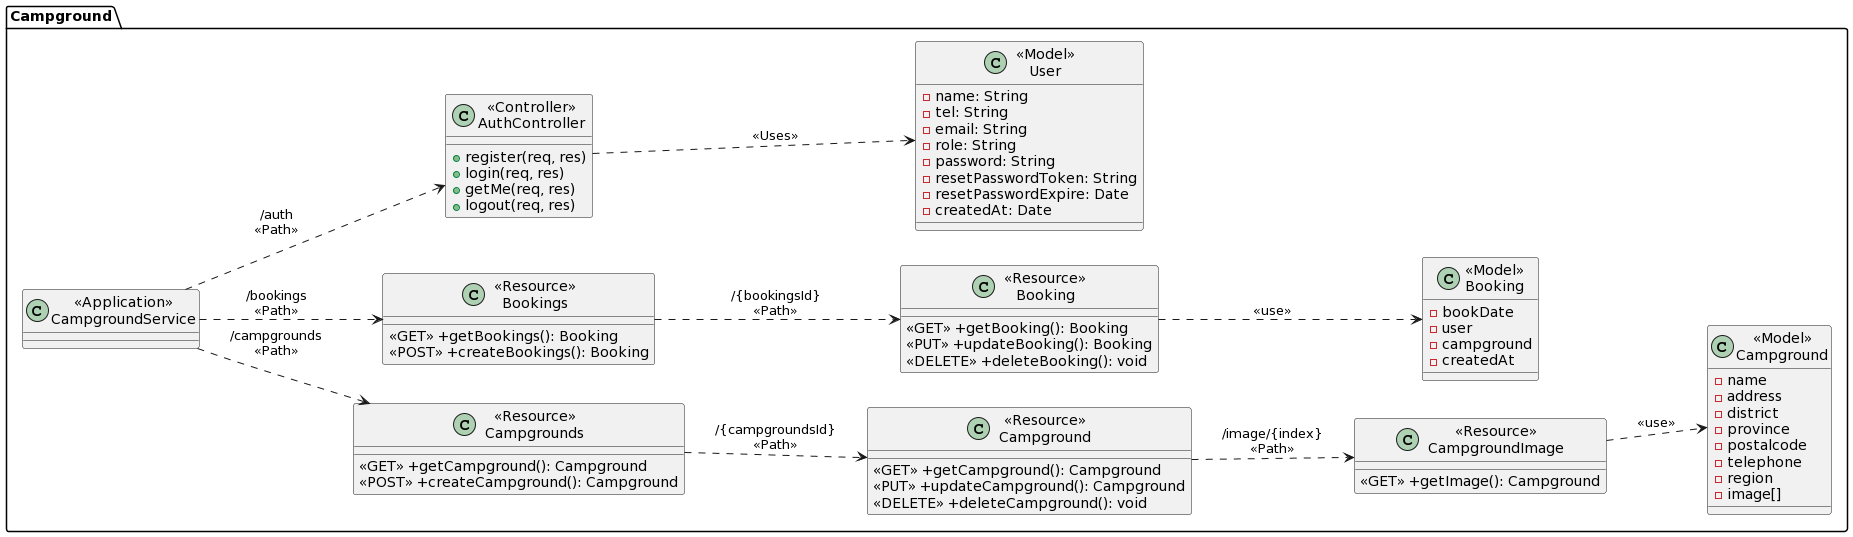 Campground
«Model»
User
name: String
tel: String
email: String
role: String
password: String
resetPasswordToken: String
resetPasswordExpire: Date
createdAt: Date
«Controller»
AuthController
register(req, res)
login(req, res)
getMe(req, res)
logout(req, res)
«Uses»
/auth
«Path»
«Application»
CampgroundService
/bookings
«Path»
«Resource»
Bookings
«GET» +getBookings(): Booking
«POST» +createBookings(): Booking
/{bookingsId}
«Path»
«Resource»
Booking
«GET» +getBooking(): Booking
«PUT» +updateBooking(): Booking
«DELETE» +deleteBooking(): void
«use»
«Model»
Booking
bookDate
user
campground
createdAt
/campgrounds
«Path»
«Resource»
Campgrounds
«GET» +getCampground(): Campground
«POST» +createCampground(): Campground
/{campgroundsId}
«Path»
«Resource»
Campground
«GET» +getCampground(): Campground
«PUT» +updateCampground(): Campground
«DELETE» +deleteCampground(): void
/image/{index}
«Path»
«Resource»
CampgroundImage
«GET» +getImage(): Campground
«use»
«Model»
Campground
name
address
district
province
postalcode
telephone
region
image[]